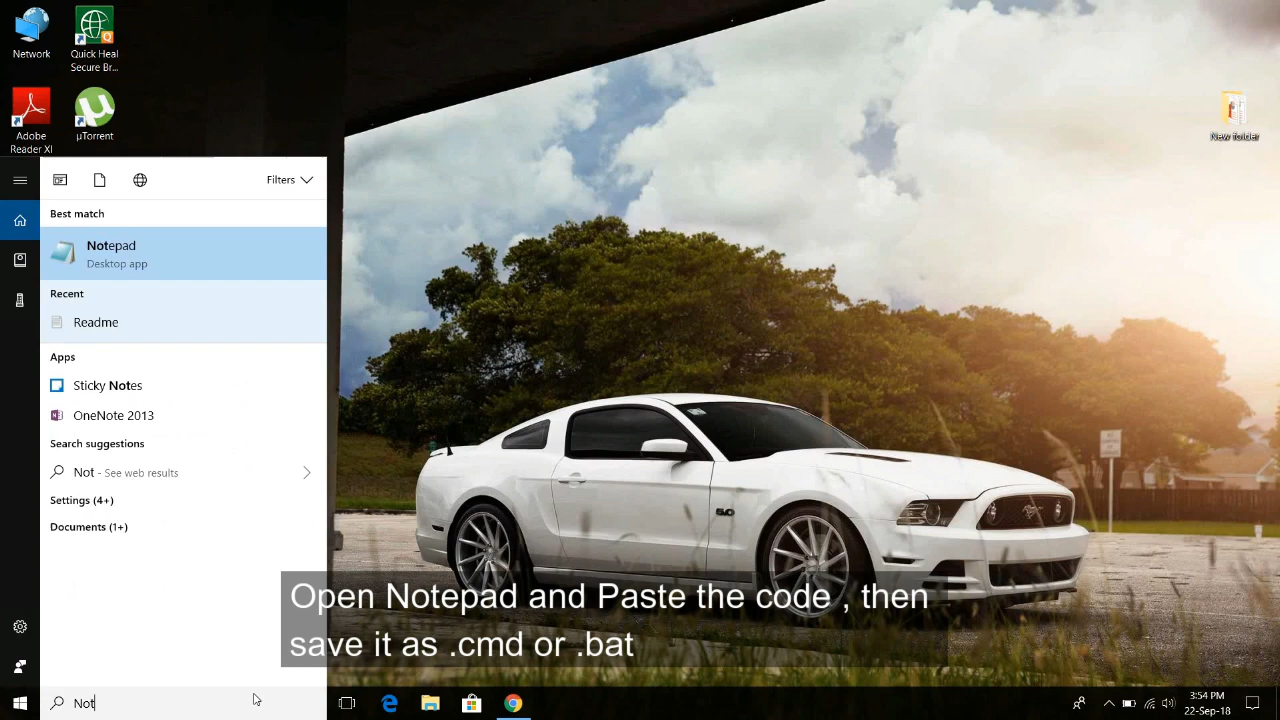 Network
Quick Heal
Secure Br...
Adobe
Reader XI
µTorrent
New folder
Filters
Best match
Notepad
Desktop app
Recent
Readme
Apps
Sticky Notes
OneNote 2013
Search suggestions
Not - See web results
Settings (4+)
Documents (1+)
5.0
Open Notepad and Paste the code , then
save it as .cmd or .bat
Not
3:54 PM
22-Sep-18